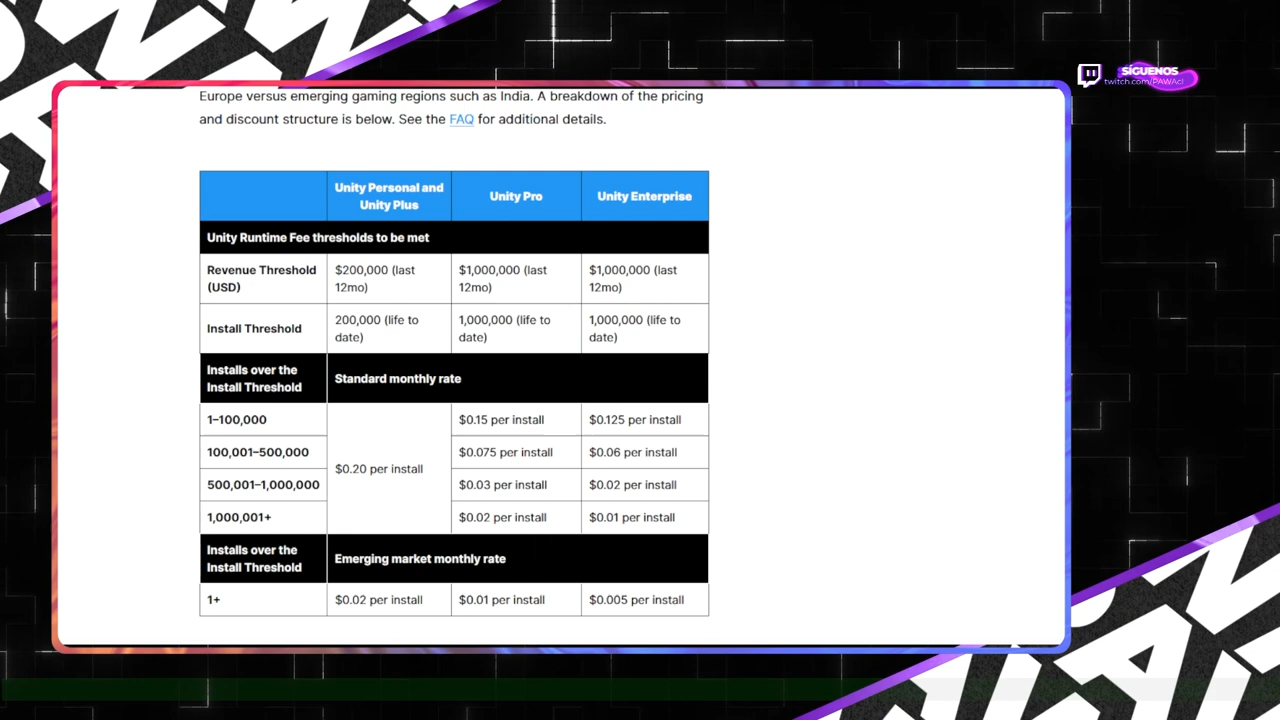 SÍGUENOS
twitch.com/PAWAcl
Europe versus emerging gaming regions such as India. A breakdown of the pricing
and discount structure is below. See the FAQ for additional details.
Unity Personal and
Unity Plus
Unity Pro
Unity Enterprise
Unity Runtime Fee thresholds to be met
Revenue Threshold
(USD)
$200,000 (last
12mo)
$1,000,000 (last
12mo)
$1,000,000 (last
12mo)
Install Threshold
200,000 (life to
date)
1,000,000 (life to
date)
1,000,000 (life to
date)
Installs over the
Install Threshold
Standard monthly rate
1–100,000
$0.20 per install
$0.15 per install
$0.125 per install
100,001–500,000
$0.075 per install
$0.06 per install
500,001–1,000,000
$0.03 per install
$0.02 per install
1,000,001+
$0.02 per install
$0.01 per install
Installs over the
Install Threshold
Emerging market monthly rate
1+
$0.02 per install
$0.01 per install
$0.005 per install